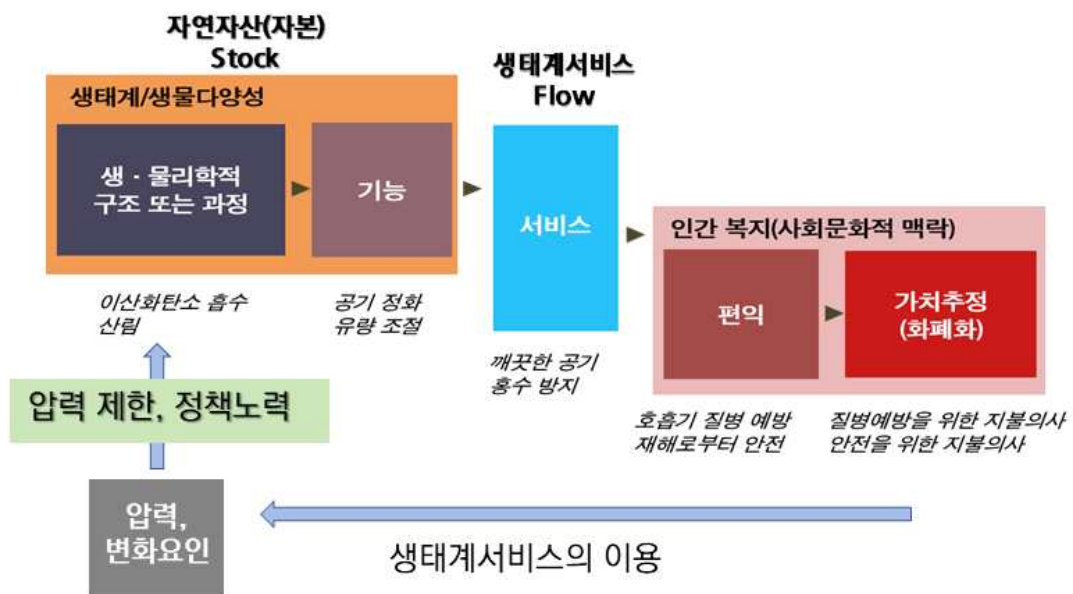 자연자산(자본)
Stock
생태계서비스
Flow
생태계/생물다양성
생 · 물리학적
구조 또는 과정
기능
서비스
인간 복지(사회문화적 맥락)
편익
가치추정
(화폐화)
이산화탄소 흡수
산림
공기 정화
유량 조절
깨끗한 공기
홍수 방지
호흡기 질병 예방
재해로부터 안전
질병예방을 위한 지불의사
안전을 위한 지불의사
압력 제한, 정책노력
압력,
변화요인
생태계서비스의 이용